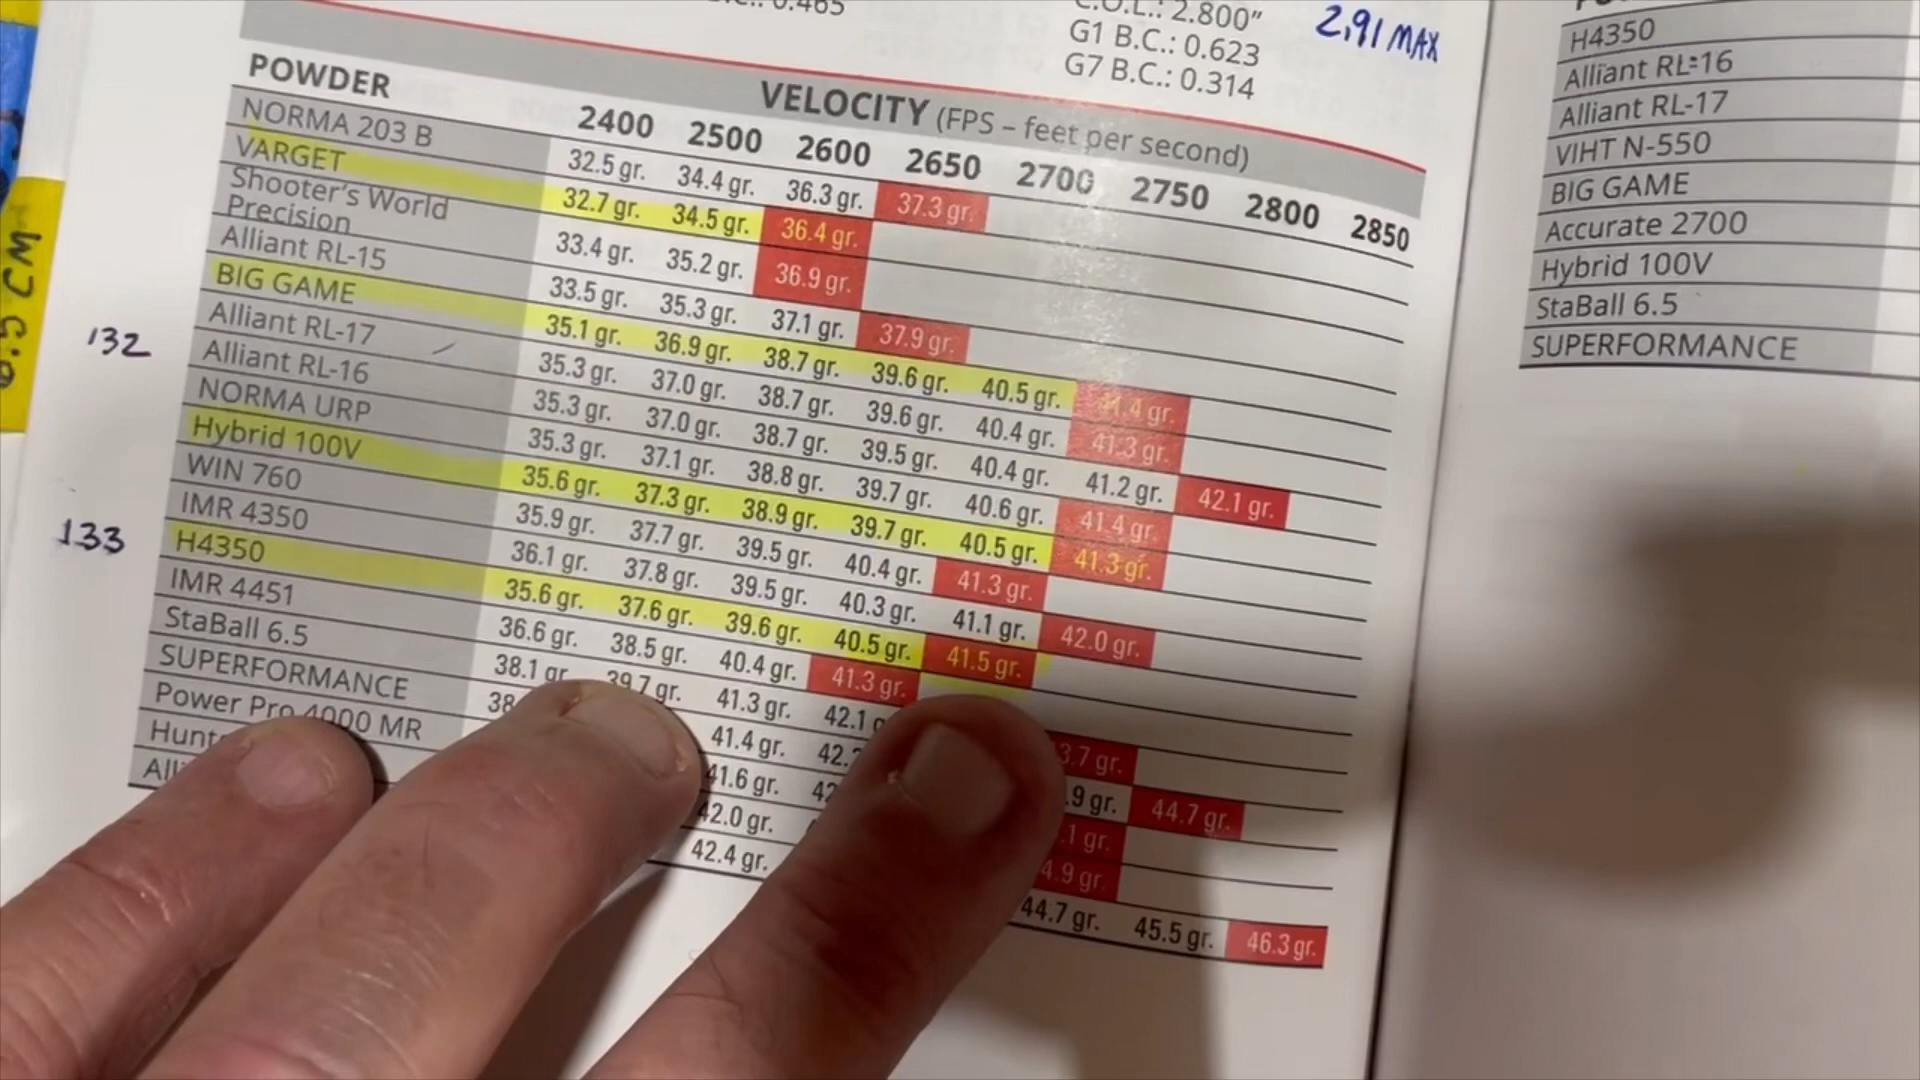 C.O.L.: 2.800"
G1 B.C.: 0.623
G7 B.C.: 0.314
2.91 MAX
POWDER
VELOCITY (FPS – feet per second)
2400 2500 2600 2650 2700 2750 2800 2850
NORMA 203 B 32.5 gr. 34.4 gr. 36.3 gr. 37.3 gr.
VARGET 32.7 gr. 34.5 gr. 36.4 gr.
Shooter's World
Precision 33.4 gr. 35.2 gr. 36.9 gr.
Alliant RL-15 33.5 gr. 35.3 gr. 37.1 gr. 37.9 gr.
BIG GAME 35.1 gr. 36.9 gr. 38.7 gr. 39.6 gr. 40.5 gr. 41.4 gr.
Alliant RL-17 35.3 gr. 37.0 gr. 38.7 gr. 39.6 gr. 40.4 gr. 41.3 gr.
Alliant RL-16 35.3 gr. 37.0 gr. 38.7 gr. 39.5 gr. 40.4 gr. 41.2 gr. 42.1 gr.
NORMA URP 35.3 gr. 37.1 gr. 38.8 gr. 39.7 gr. 40.6 gr. 41.4 gr.
Hybrid 100V 35.6 gr. 37.3 gr. 38.9 gr. 39.7 gr. 40.5 gr. 41.3 gr.
WIN 760 35.9 gr. 37.7 gr. 39.5 gr. 40.4 gr. 41.3 gr.
IMR 4350 36.1 gr. 37.8 gr. 39.5 gr. 40.3 gr. 41.1 gr. 42.0 gr.
H4350 35.6 gr. 37.6 gr. 39.6 gr. 40.5 gr. 41.5 gr.
IMR 4451 36.6 gr. 38.5 gr. 40.4 gr. 41.3 gr.
StaBall 6.5 38.1 gr. 39.7 gr. 41.3 gr. 42.1
SUPERFORMANCE 41.4 gr. 44.7 gr.
Power Pro 4000 MR 41.6 gr.
42.0 gr.
42.4 gr. 44.7 gr. 45.5 gr. 46.3 gr.
132
133
6.5 CM
H4350
Alliant RL-16
Alliant RL-17
VIHT N-550
BIG GAME
Accurate 2700
Hybrid 100V
StaBall 6.5
SUPERFORMANCE